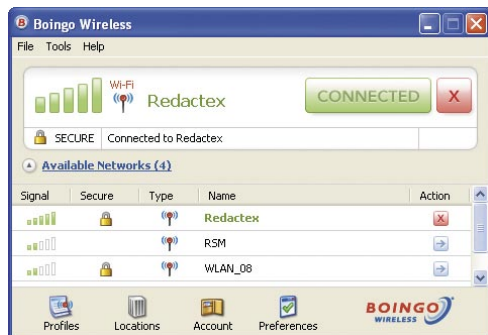 Boingo Wireless
File Tools Help
Wi-Fi
Redactex
CONNECTED X
SECURE Connected to Redactex
Available Networks (4)
Signal Secure Type Name Action
Redactex
RSM
WLAN_08
Profiles Locations Account Preferences
BOINGO
WIRELESS